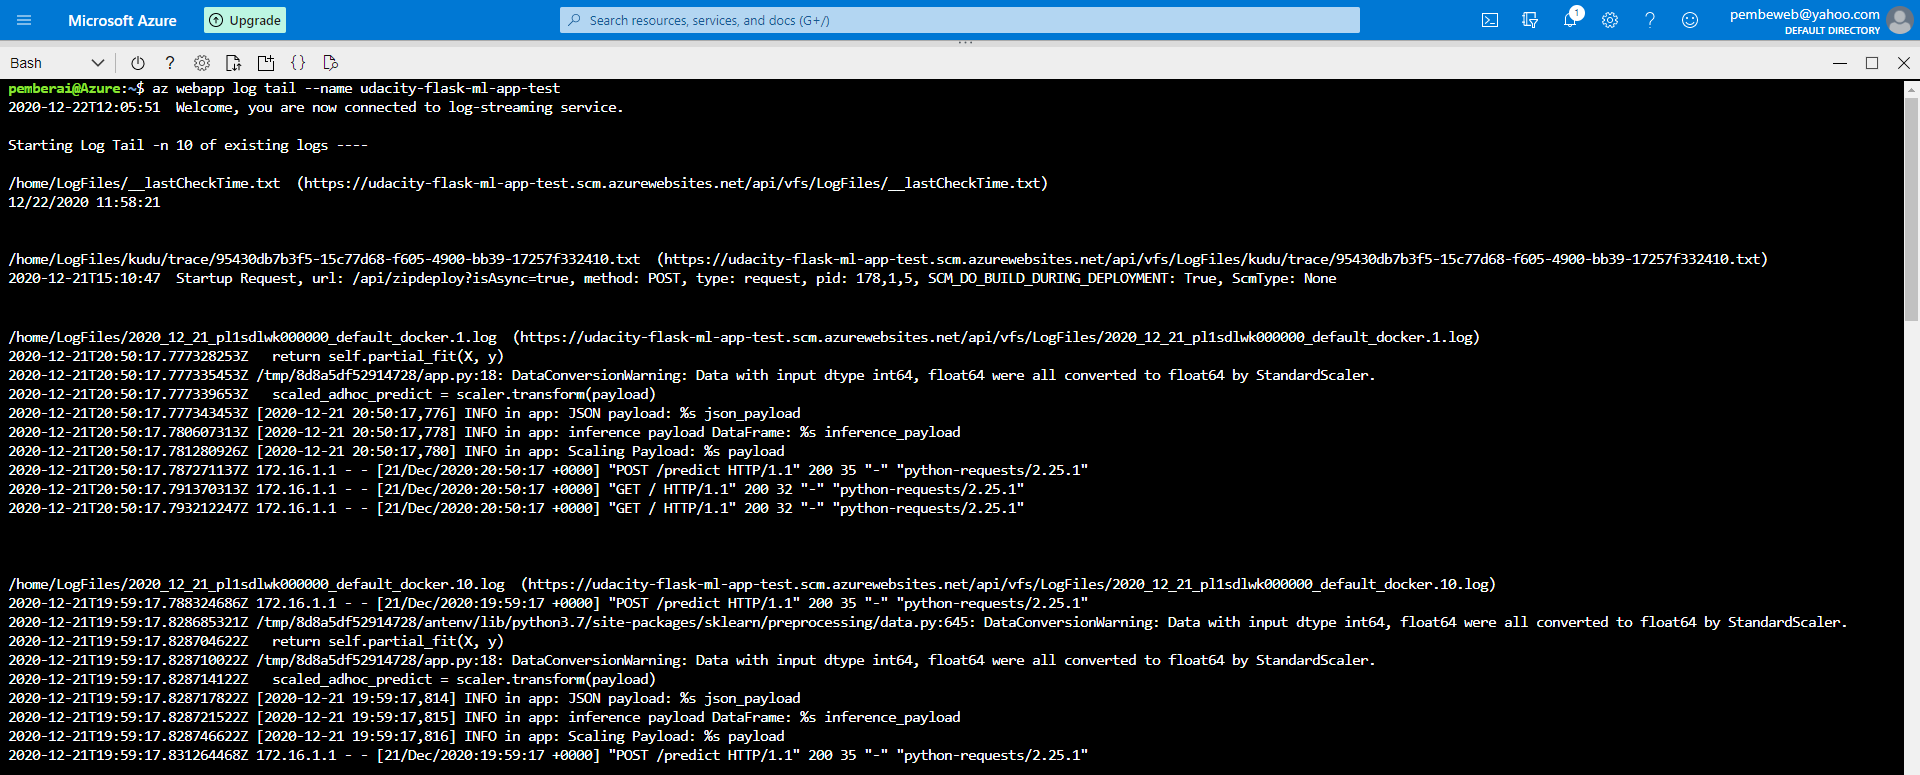 Microsoft Azure
Upgrade
Search resources, services, and docs (G+/)
1
pembeweb@yahoo.com
DEFAULT DIRECTORY
Bash
pemberai@Azure:~$ az webapp log tail --name udacity-flask-ml-app-test
2020-12-22T12:05:51  Welcome, you are now connected to log-streaming service.
Starting Log Tail -n 10 of existing logs ----
/home/LogFiles/__lastCheckTime.txt  (https://udacity-flask-ml-app-test.scm.azurewebsites.net/api/vfs/LogFiles/__lastCheckTime.txt)
12/22/2020 11:58:21
/home/LogFiles/kudu/trace/95430db7b3f5-15c77d68-f605-4900-bb39-17257f332410.txt  (https://udacity-flask-ml-app-test.scm.azurewebsites.net/api/vfs/LogFiles/kudu/trace/95430db7b3f5-15c77d68-f605-4900-bb39-17257f332410.txt)
2020-12-21T15:10:47  Startup Request, url: /api/zipdeploy?isAsync=true, method: POST, type: request, pid: 178,1,5, SCM_DO_BUILD_DURING_DEPLOYMENT: True, ScmType: None
/home/LogFiles/2020_12_21_pl1sdlwk000000_default_docker.1.log  (https://udacity-flask-ml-app-test.scm.azurewebsites.net/api/vfs/LogFiles/2020_12_21_pl1sdlwk000000_default_docker.1.log)
2020-12-21T20:50:17.777328253Z   return self.partial_fit(X, y)
2020-12-21T20:50:17.777335453Z /tmp/8d8a5df52914728/app.py:18: DataConversionWarning: Data with input dtype int64, float64 were all converted to float64 by StandardScaler.
2020-12-21T20:50:17.777339653Z   scaled_adhoc_predict = scaler.transform(payload)
2020-12-21T20:50:17.777343453Z [2020-12-21 20:50:17,776] INFO in app: JSON payload: %s json_payload
2020-12-21T20:50:17.780607313Z [2020-12-21 20:50:17,778] INFO in app: inference payload DataFrame: %s inference_payload
2020-12-21T20:50:17.781280926Z [2020-12-21 20:50:17,780] INFO in app: Scaling Payload: %s payload
2020-12-21T20:50:17.787271137Z 172.16.1.1 - - [21/Dec/2020:20:50:17 +0000] "POST /predict HTTP/1.1" 200 35 "-" "python-requests/2.25.1"
2020-12-21T20:50:17.791370313Z 172.16.1.1 - - [21/Dec/2020:20:50:17 +0000] "GET / HTTP/1.1" 200 32 "-" "python-requests/2.25.1"
2020-12-21T20:50:17.793212247Z 172.16.1.1 - - [21/Dec/2020:20:50:17 +0000] "GET / HTTP/1.1" 200 32 "-" "python-requests/2.25.1"
/home/LogFiles/2020_12_21_pl1sdlwk000000_default_docker.10.log  (https://udacity-flask-ml-app-test.scm.azurewebsites.net/api/vfs/LogFiles/2020_12_21_pl1sdlwk000000_default_docker.10.log)
2020-12-21T19:59:17.788324686Z 172.16.1.1 - - [21/Dec/2020:19:59:17 +0000] "POST /predict HTTP/1.1" 200 35 "-" "python-requests/2.25.1"
2020-12-21T19:59:17.828685321Z /tmp/8d8a5df52914728/antenv/lib/python3.7/site-packages/sklearn/preprocessing/data.py:645: DataConversionWarning: Data with input dtype int64, float64 were all converted to float64 by StandardScaler.
2020-12-21T19:59:17.828704622Z   return self.partial_fit(X, y)
2020-12-21T19:59:17.828710022Z /tmp/8d8a5df52914728/app.py:18: DataConversionWarning: Data with input dtype int64, float64 were all converted to float64 by StandardScaler.
2020-12-21T19:59:17.828714122Z   scaled_adhoc_predict = scaler.transform(payload)
2020-12-21T19:59:17.828717822Z [2020-12-21 19:59:17,814] INFO in app: JSON payload: %s json_payload
2020-12-21T19:59:17.828721522Z [2020-12-21 19:59:17,815] INFO in app: inference payload DataFrame: %s inference_payload
2020-12-21T19:59:17.828746622Z [2020-12-21 19:59:17,816] INFO in app: Scaling Payload: %s payload
2020-12-21T19:59:17.831264468Z 172.16.1.1 - - [21/Dec/2020:19:59:17 +0000] "POST /predict HTTP/1.1" 200 35 "-" "python-requests/2.25.1"